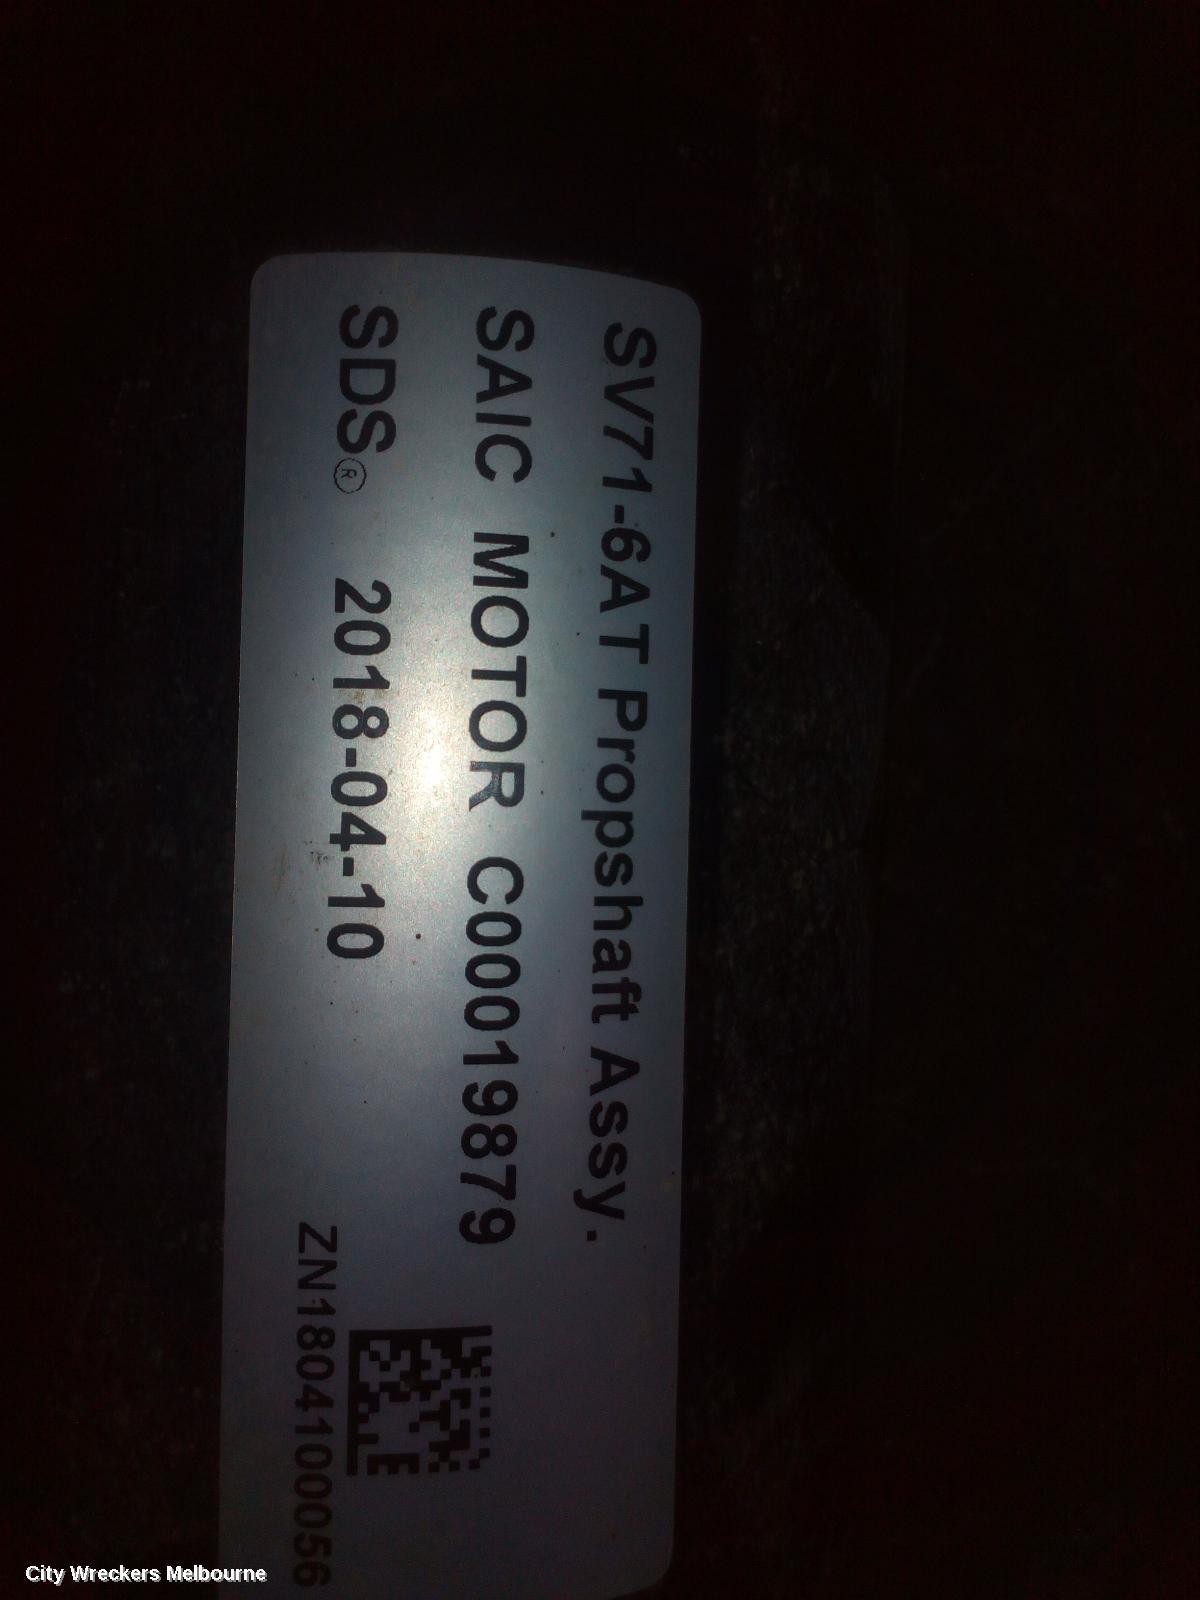 SV71-6AT Propshaft Assy.
SAIC MOTOR C00019879
SDS® 2018-04-10
ZN1804100056
City Wreckers Melbourne